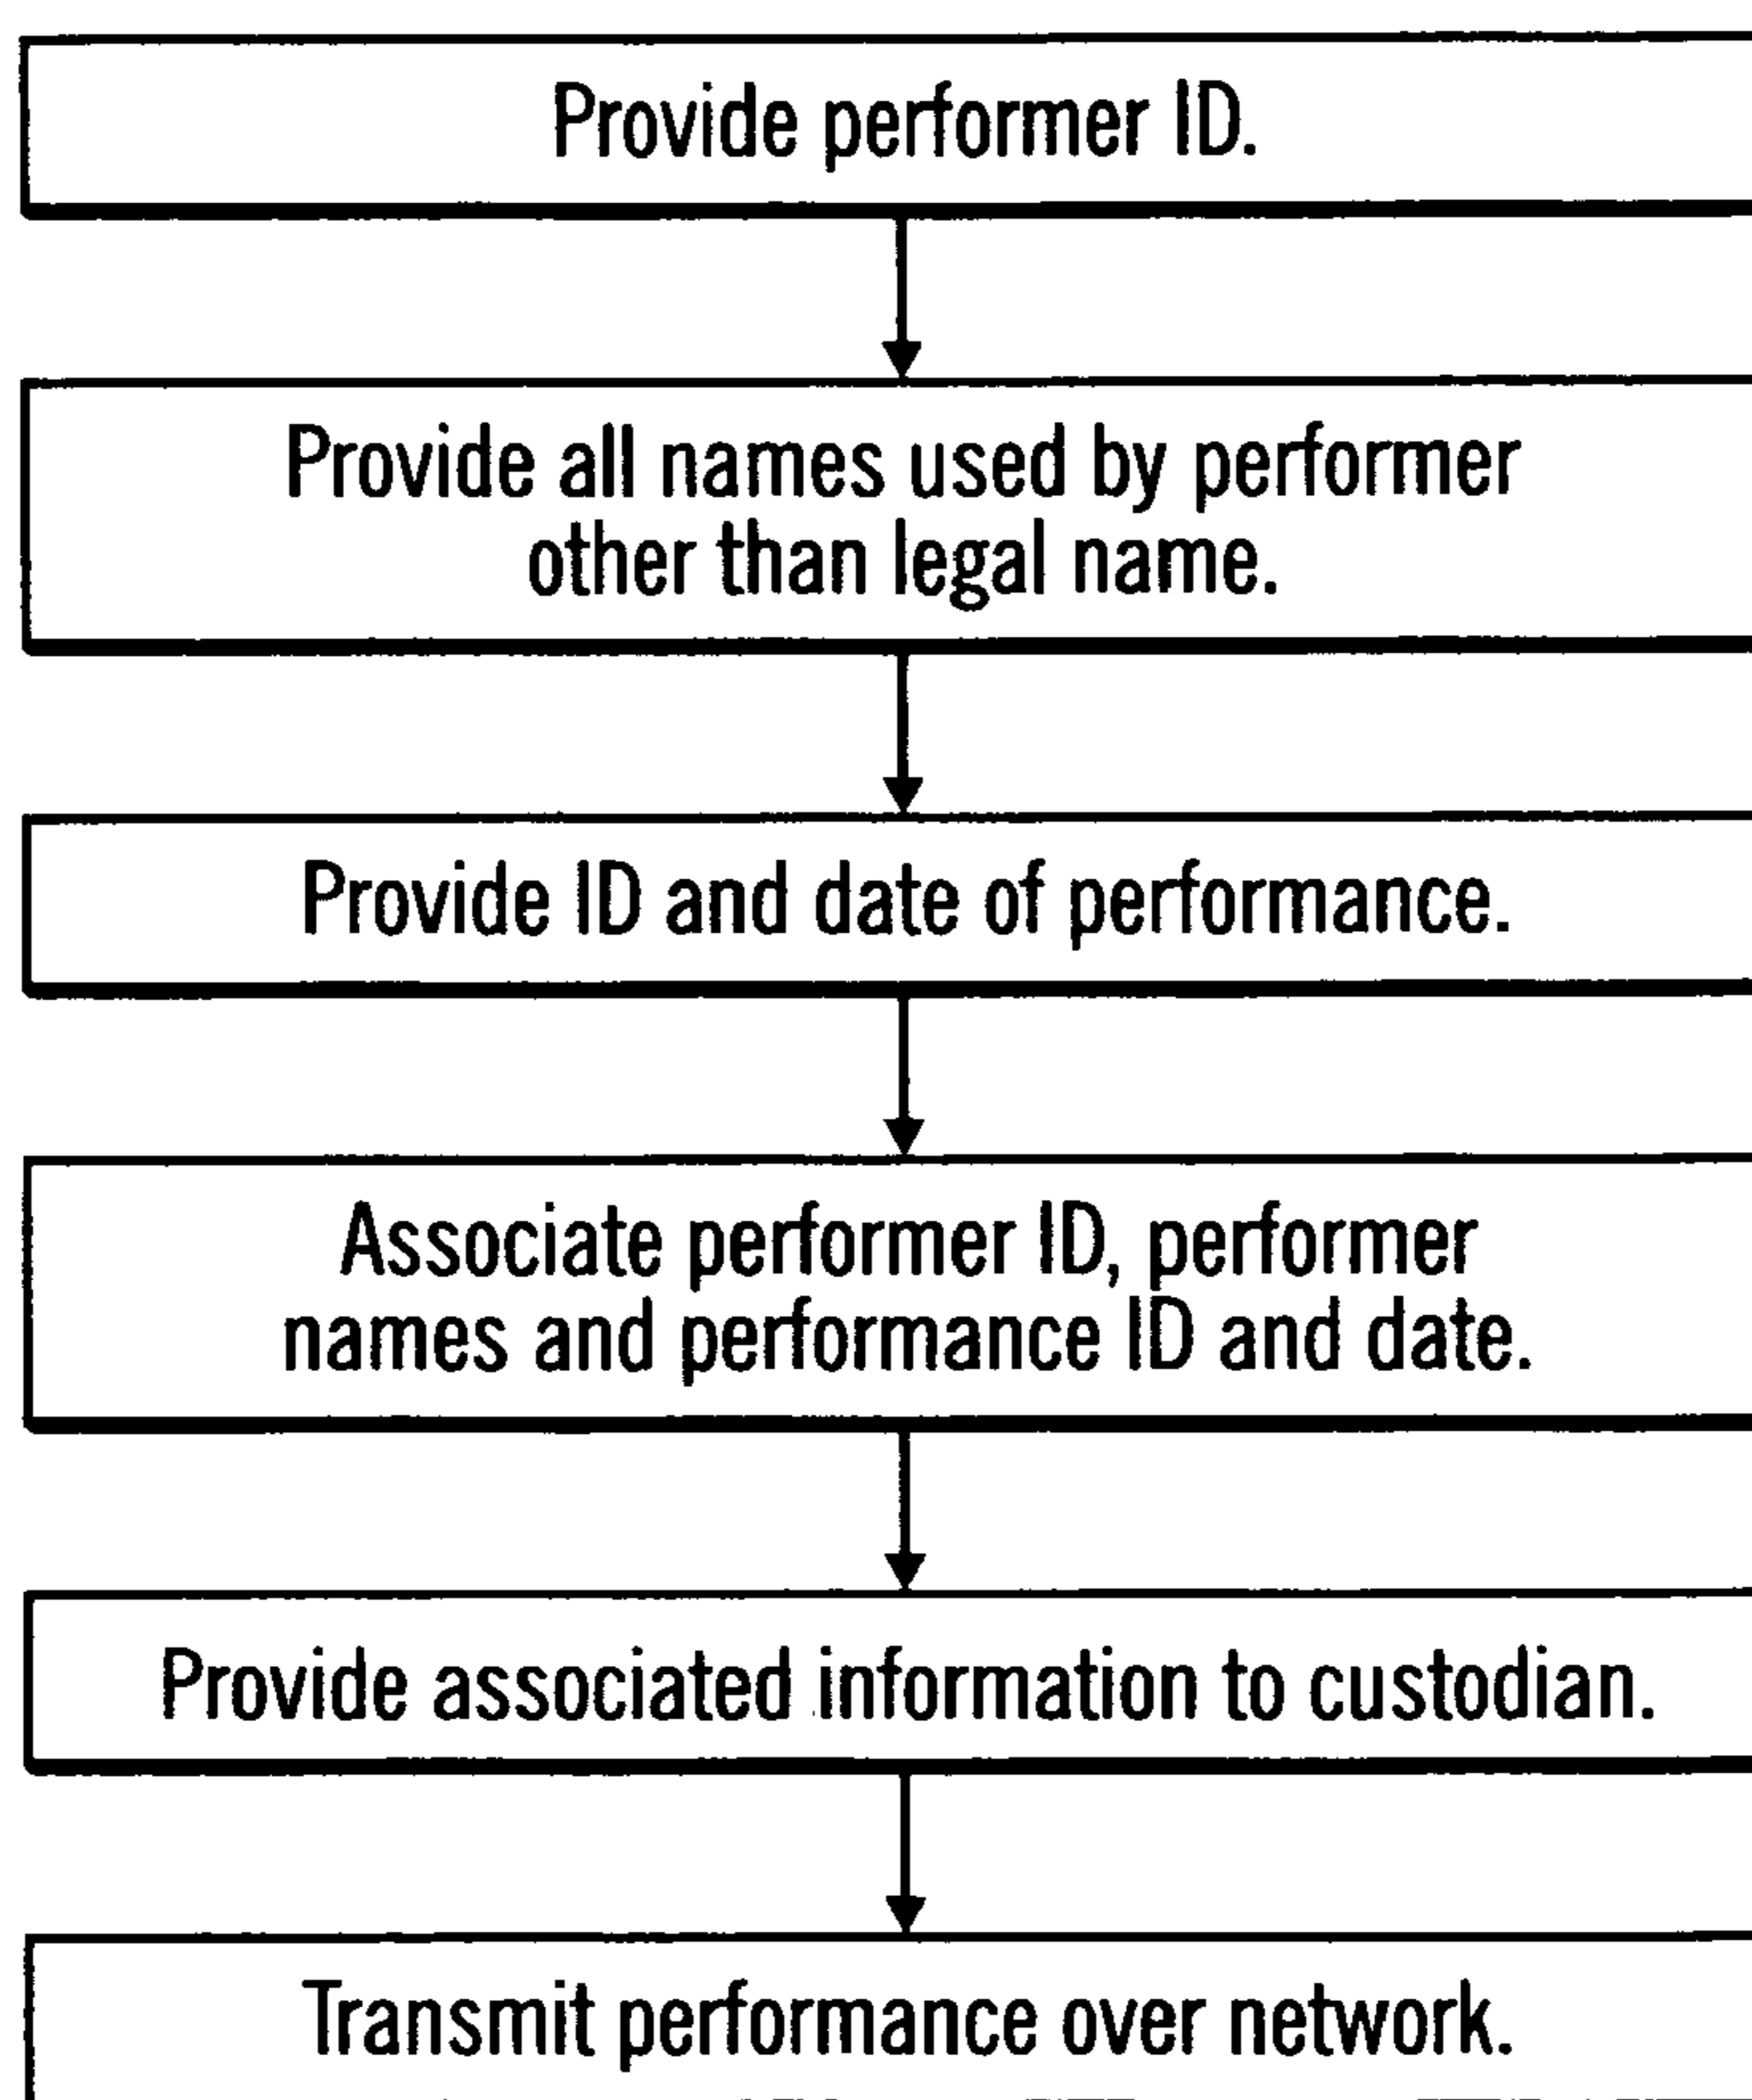 Provide performer ID.
Provide all names used by performer
other than legal name.
Provide ID and date of performance.
Associate performer ID, performer
names and performance ID and date.
Provide associated information to custodian.
Transmit performance over network.